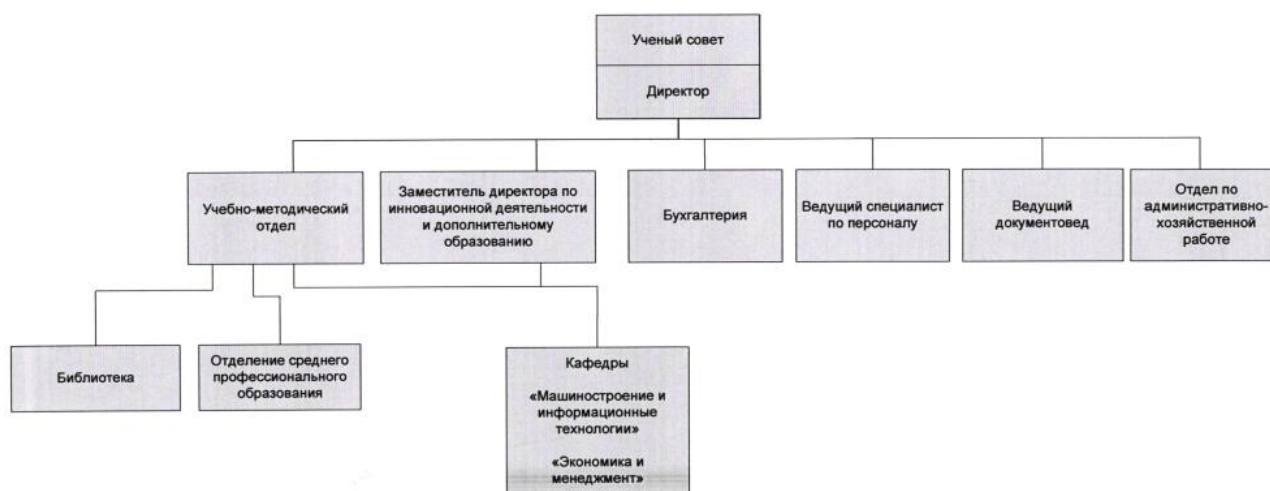 Ученый совет
Директор
Учебно-методический
отдел
Заместитель директора по
инновационной деятельности
и дополнительному
образованию
Бухгалтерия
Ведущий специалист
по персоналу
Ведущий
документовед
Отдел по
административно-
хозяйственной
работе
Библиотека
Отделение среднего
профессионального
образования
Кафедры
«Машиностроение и
информационные
технологии»
«Экономика и
менеджмент»